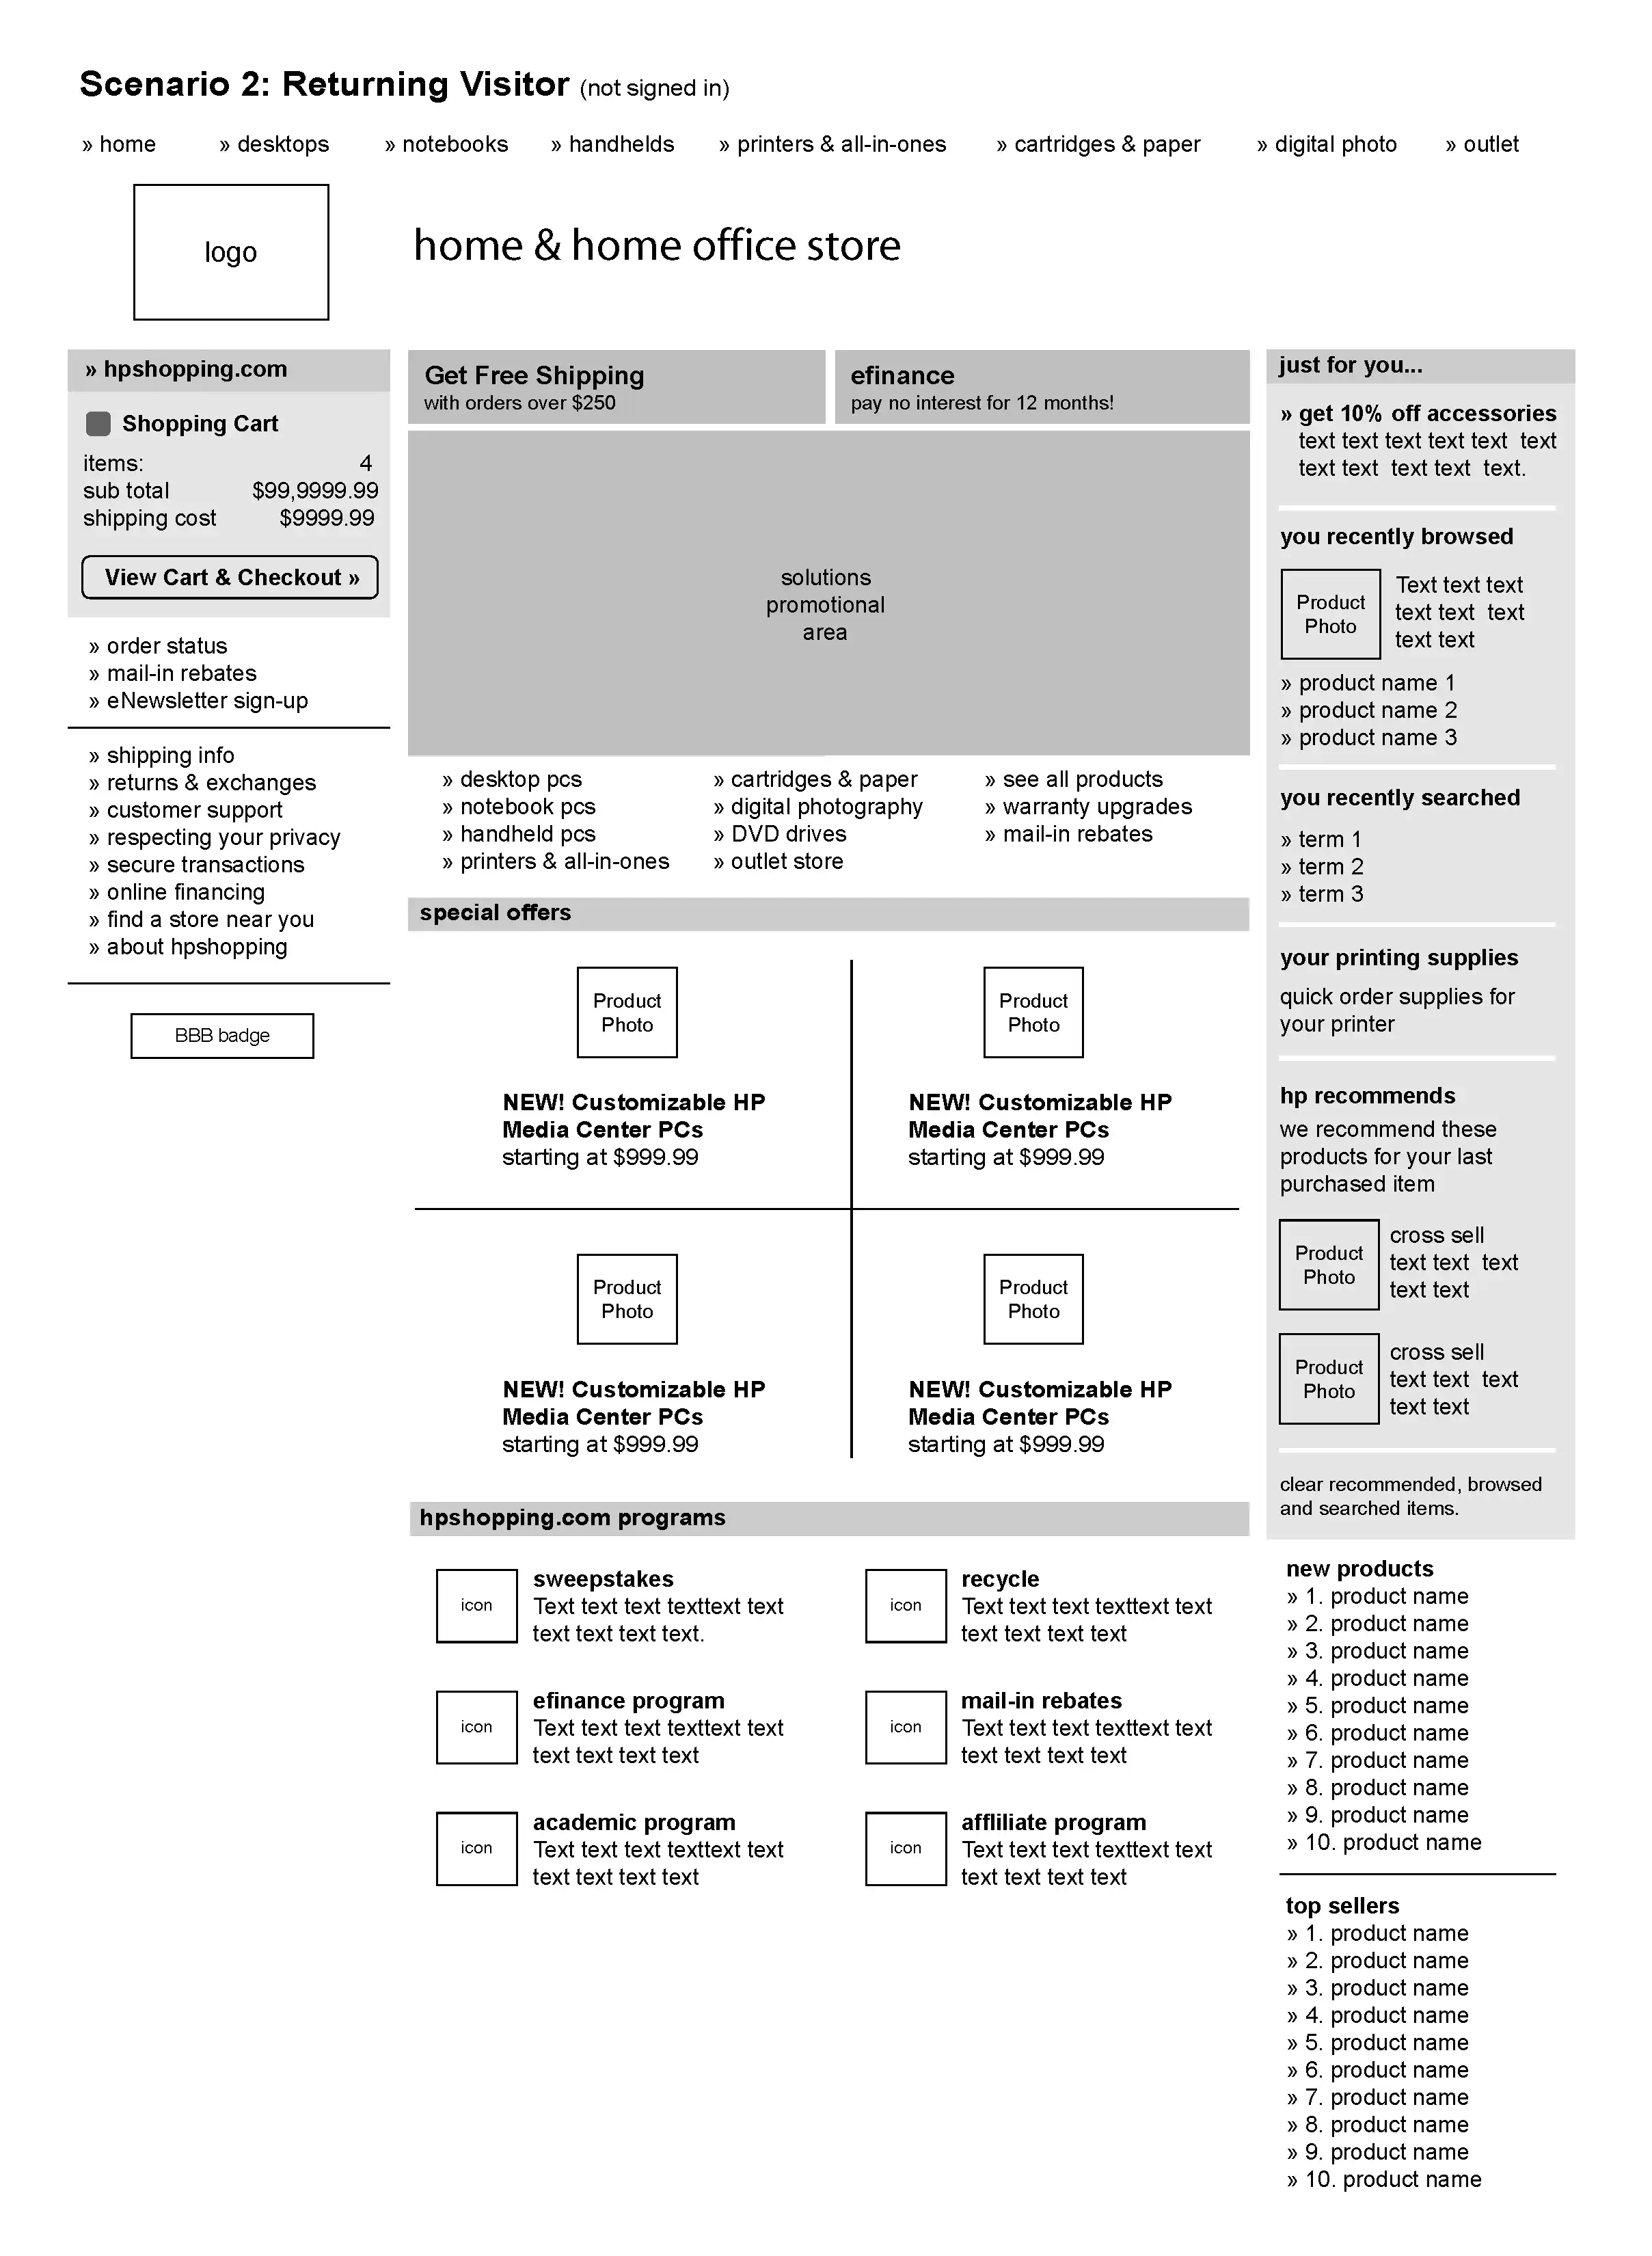 Scenario 2: Returning Visitor (not signed in)
» home » desktops » notebooks » handhelds » printers & all-in-ones » cartridges & paper » digital photo » outlet
logo
home & home office store
» hpshopping.com
Shopping Cart
items: 4
sub total $99,9999.99
shipping cost $9999.99
View Cart & Checkout »
» order status
» mail-in rebates
» eNewsletter sign-up
» shipping info
» returns & exchanges
» customer support
» respecting your privacy
» secure transactions
» online financing
» find a store near you
» about hpshopping
BBB badge
Get Free Shipping
with orders over $250
efinance
pay no interest for 12 months!
solutions
promotional
area
» desktop pcs
» notebook pcs
» handheld pcs
» printers & all-in-ones
» cartridges & paper
» digital photography
» DVD drives
» outlet store
» see all products
» warranty upgrades
» mail-in rebates
special offers
Product
Photo
NEW! Customizable HP
Media Center PCs
starting at $999.99
Product
Photo
NEW! Customizable HP
Media Center PCs
starting at $999.99
Product
Photo
NEW! Customizable HP
Media Center PCs
starting at $999.99
Product
Photo
NEW! Customizable HP
Media Center PCs
starting at $999.99
hpshopping.com programs
icon
sweepstakes
Text text text texttext text
text text text text.
icon
recycle
Text text text texttext text
text text text text
icon
efinance program
Text text text texttext text
text text text text
icon
mail-in rebates
Text text text texttext text
text text text text
icon
academic program
Text text text texttext text
text text text text
icon
affliliate program
Text text text texttext text
text text text text
just for you...
» get 10% off accessories
text text text text text text
text text text text text.
you recently browsed
Product
Photo
Text text text
text text text
text text
» product name 1
» product name 2
» product name 3
you recently searched
» term 1
» term 2
» term 3
your printing supplies
quick order supplies for
your printer
hp recommends
we recommend these
products for your last
purchased item
Product
Photo
cross sell
text text text
text text
Product
Photo
cross sell
text text text
text text
clear recommended, browsed
and searched items.
new products
» 1. product name
» 2. product name
» 3. product name
» 4. product name
» 5. product name
» 6. product name
» 7. product name
» 8. product name
» 9. product name
» 10. product name
top sellers
» 1. product name
» 2. product name
» 3. product name
» 4. product name
» 5. product name
» 6. product name
» 7. product name
» 8. product name
» 9. product name
» 10. product name